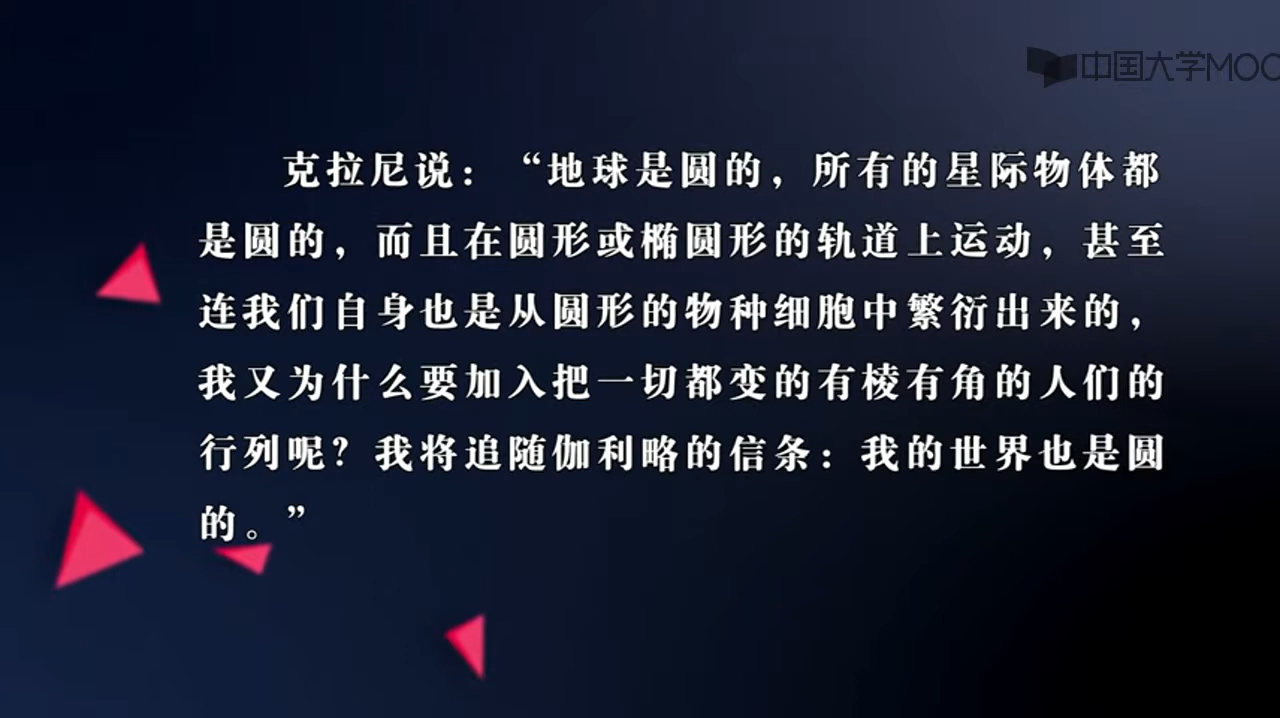 中国大学MOO
克拉尼说：“地球是圆的，所有的星际物体都
是圆的，而且在圆形或椭圆形的轨道上运动，甚至
连我们自身也是从圆形的物种细胞中繁衍出来的，
我又为什么要加入把一切都变的有棱有角的人们的
行列呢？我将追随伽利略的信条：我的世界也是圆
的。”